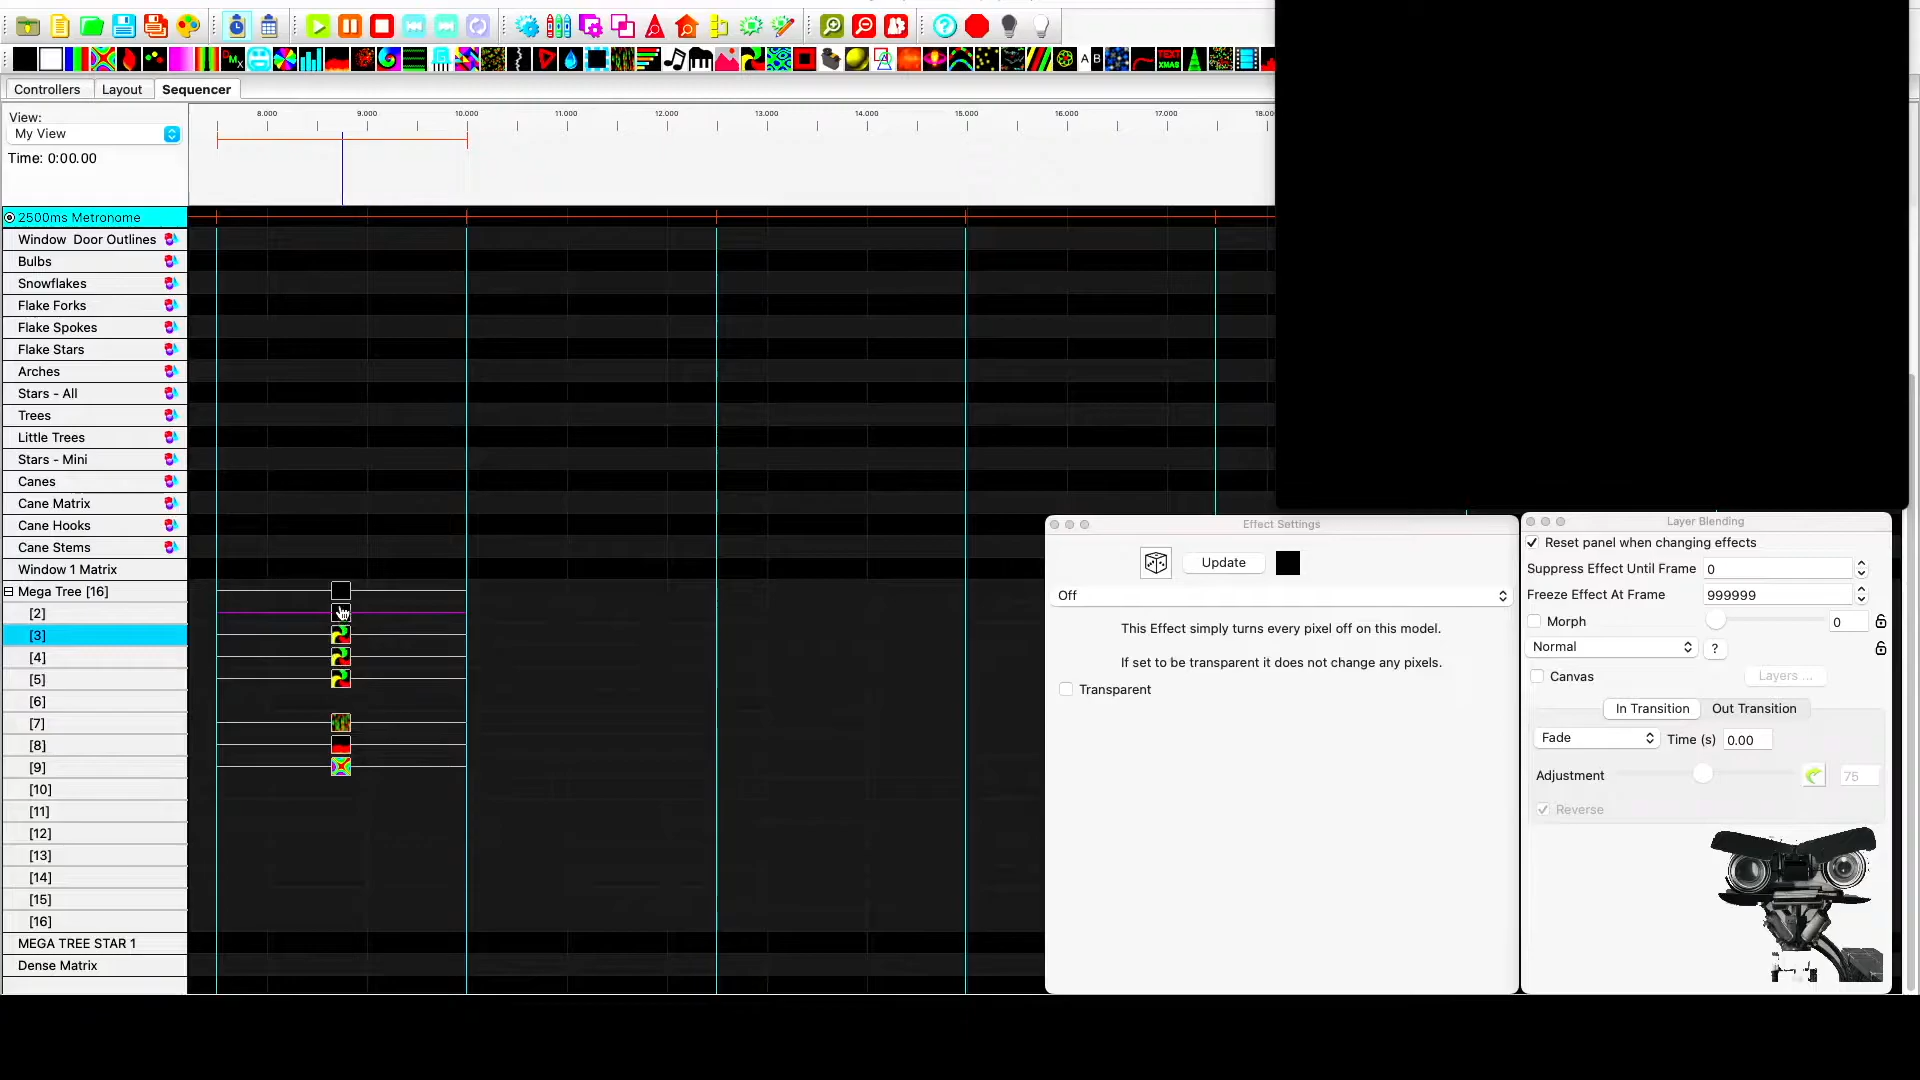 Controllers
Layout
Sequencer
View:
My View
Time: 0:00.00
8.000
9.000
10.000
11.000
12.000
13.000
14.000
15.000
16.000
17.000
18.00
2500ms Metronome
Window Door Outlines
Bulbs
Snowflakes
Flake Forks
Flake Spokes
Flake Stars
Arches
Stars - All
Trees
Little Trees
Stars - Mini
Canes
Cane Matrix
Cane Hooks
Cane Stems
Window 1 Matrix
Mega Tree [16]
[2]
[3]
[4]
[5]
[6]
[7]
[8]
[9]
[10]
[11]
[12]
[13]
[14]
[15]
[16]
MEGA TREE STAR 1
Dense Matrix
Effect Settings
Update
Off
This Effect simply turns every pixel off on this model.
If set to be transparent it does not change any pixels.
Transparent
Layer Blending
Reset panel when changing effects
Suppress Effect Until Frame 0
Freeze Effect At Frame 999999
Morph 0
Normal ?
Canvas Layers ...
In Transition Out Transition
Fade Time (s) 0.00
Adjustment 75
Reverse